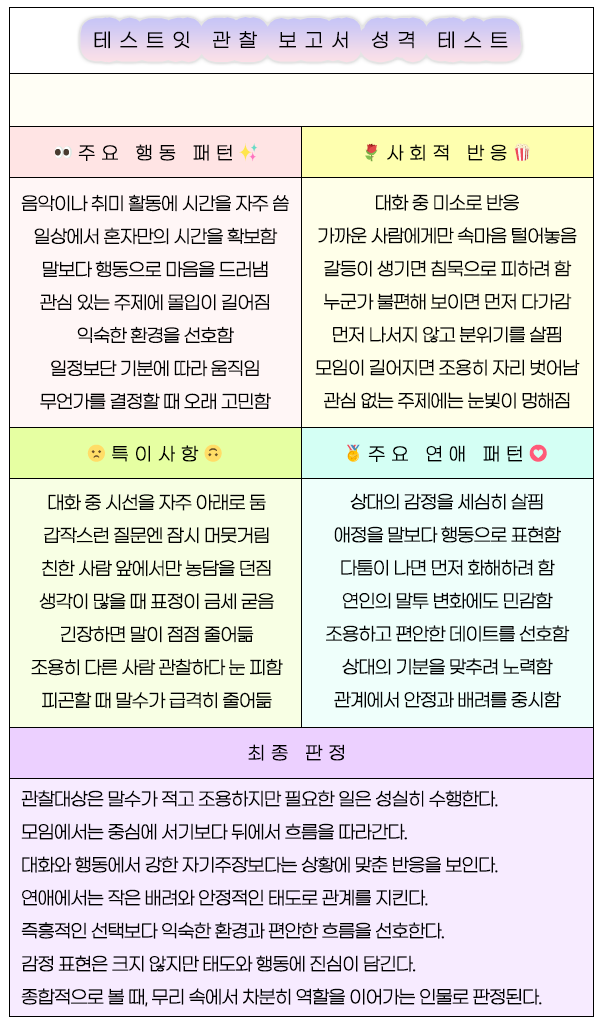 테스트잇 관찰 보고서 성격 테스트
👀 주요 행동 패턴 ✨
음악이나 취미 활동에 시간을 자주 씀
일상에서 혼자만의 시간을 확보함
말보다 행동으로 마음을 드러냄
관심 있는 주제에 몰입이 길어짐
익숙한 환경을 선호함
일정보단 기분에 따라 움직임
무언가를 결정할 때 오래 고민함
🌹 사회적 반응 🍿
대화 중 미소로 반응
가까운 사람에게만 속마음 털어놓음
갈등이 생기면 침묵으로 피하려 함
누군가 불편해 보이면 먼저 다가감
먼저 나서지 않고 분위기를 살핌
모임이 길어지면 조용히 자리 벗어남
관심 없는 주제에는 눈빛이 멍해짐
🙁 특이사항 🙃
대화 중 시선을 자주 아래로 둠
갑작스런 질문엔 잠시 머뭇거림
친한 사람 앞에서만 농담을 던짐
생각이 많을 때 표정이 금세 굳음
긴장하면 말이 점점 줄어듦
조용히 다른 사람 관찰하다 눈 피함
피곤할 때 말수가 급격히 줄어듦
🏅 주요 연애 패턴 💟
상대의 감정을 세심히 살핌
애정을 말보다 행동으로 표현함
다툼이 나면 먼저 화해하려 함
연인의 말투 변화에도 민감함
조용하고 편안한 데이트를 선호함
상대의 기분을 맞추려 노력함
관계에서 안정과 배려를 중시함
최종 판정
관찰대상은 말수가 적고 조용하지만 필요한 일은 성실히 수행한다.
모임에서는 중심에 서기보다 뒤에서 흐름을 따라간다.
대화와 행동에서 강한 자기주장보다는 상황에 맞춘 반응을 보인다.
연애에서는 작은 배려와 안정적인 태도로 관계를 지킨다.
즉흥적인 선택보다 익숙한 환경과 편안한 흐름을 선호한다.
감정 표현은 크지 않지만 태도와 행동에 진심이 담긴다.
종합적으로 볼 때, 무리 속에서 차분히 역할을 이어가는 인물로 판정된다.